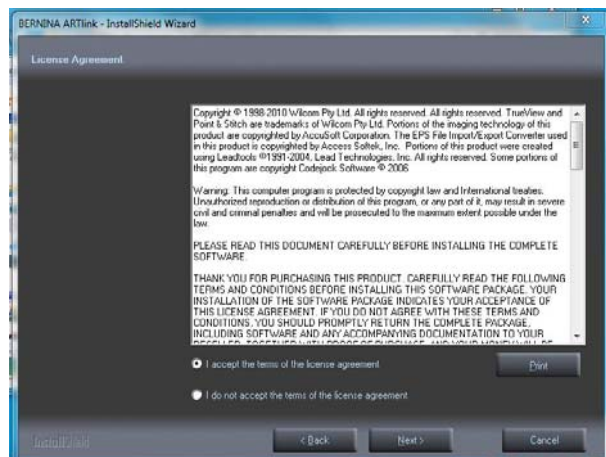 BERNINA ARTlink - InstallShield Wizard
License Agreement
Copyright © 1998-2010 Wilcom Pty Ltd. All rights reserved. All rights reserved. TrueView and
Point & Stitch are trademarks of Wilcom Pty Ltd. Portions of the imaging technology of this
product are copyrighted by AccuSoft Corporation. The EPS File Import/Export Converter used
in this product is copyrighted by Access Softek, Inc. Portions of this product were created
using Leadtools ©1991-2004, Lead Technologies, Inc. All rights reserved. Some portions of
this program are copyright Codejock Software © 2006
Warning: This computer program is protected by copyright law and International treaties.
Unauthorized reproduction or distribution of this program, or any part of it, may result in severe
civil and criminal penalties and will be prosecuted to the maximum extent possible under the
law.
PLEASE READ THIS DOCUMENT CAREFULLY BEFORE INSTALLING THE COMPLETE
SOFTWARE.
THANK YOU FOR PURCHASING THIS PRODUCT. CAREFULLY READ THE FOLLOWING
TERMS AND CONDITIONS BEFORE INSTALLING THIS SOFTWARE PACKAGE. YOUR
INSTALLATION OF THE SOFTWARE PACKAGE INDICATES YOUR ACCEPTANCE OF
THIS LICENSE AGREEMENT. IF YOU DO NOT AGREE WITH THESE TERMS AND
CONDITIONS, YOU SHOULD PROMPTLY RETURN THE COMPLETE PACKAGE,
INCLUDING SOFTWARE AND ANY ACCOMPANYING DOCUMENTATION TO YOUR
RESELLER, TOGETHER WITH PROOF OF PURCHASE, AND YOUR MONEY WILL BE
I accept the terms of the license agreement
Print
I do not accept the terms of the license agreement
InstallShield
< Back
Next >
Cancel